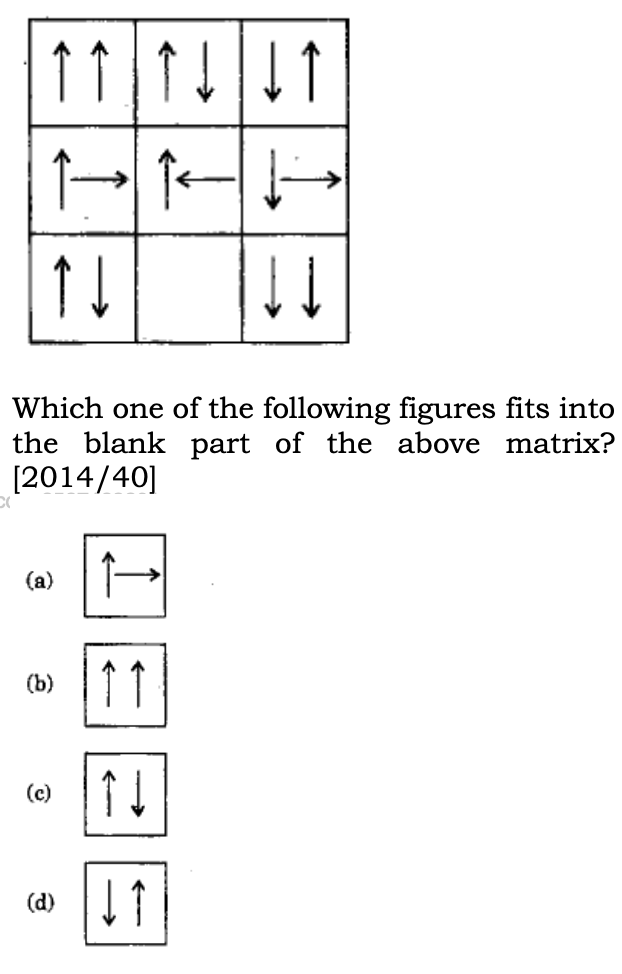 Which one of the following figures fits into
the blank part of the above matrix?
[2014/40]
(a)
(b)
(c)
(d)